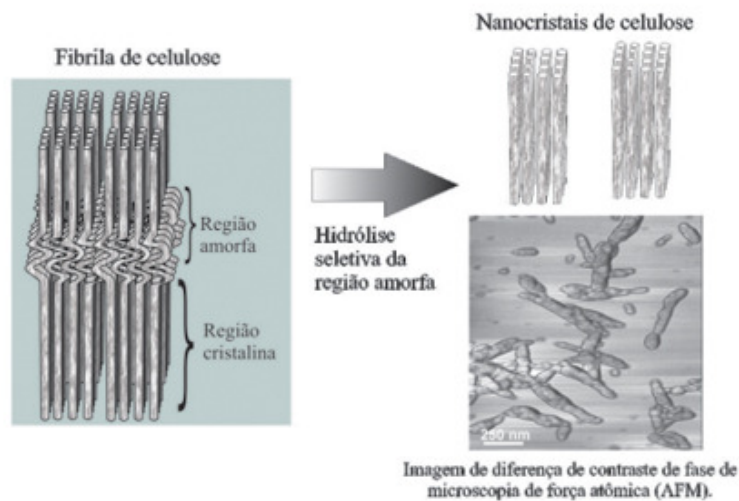 Fibrila de celulose
Região
amorfa
Região
cristalina
Hidrólise
seletiva da
região amorfa
Nanocristais de celulose
250 nm
Imagem de diferença de contraste de fase de
microscopia de força atômica (AFM).